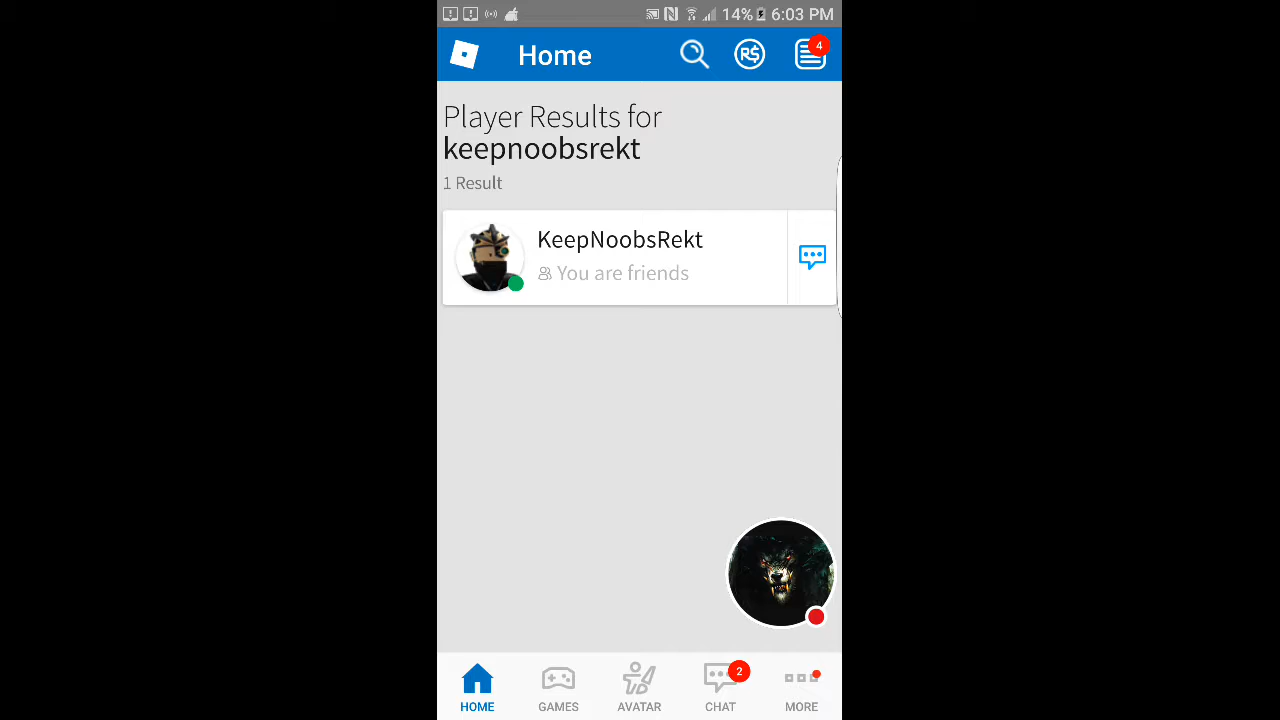 14% 6:03 PM
Home
R$
4
Player Results for
keepnoobsrekt
1 Result
KeepNoobsRekt
You are friends
2
HOME
GAMES
AVATAR
CHAT
MORE